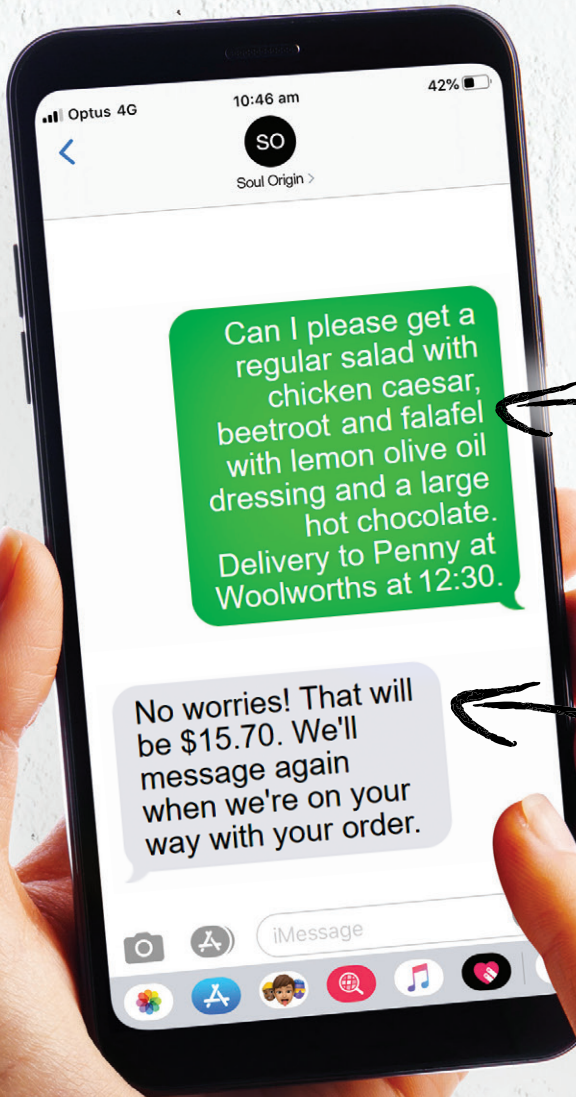 Optus 4G
10:46 am
42%
SO
Soul Origin >
Can I please get a
regular salad with
chicken caesar,
beetroot and falafel
with lemon olive oil
dressing and a large
hot chocolate.
Delivery to Penny at
Woolworths at 12:30.
No worries! That will
be $15.70. We'll
message again
when we're on your
way with your order.
iMessage